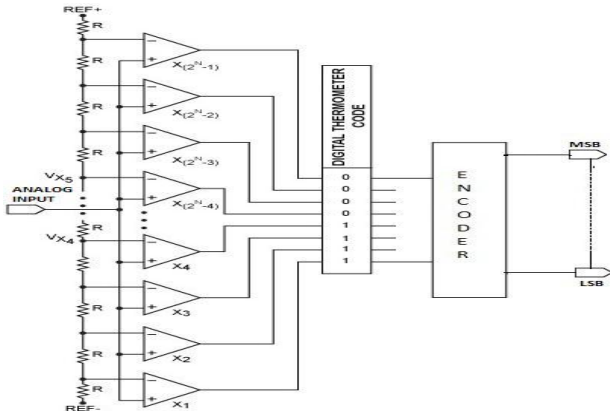 REF+
R
R
X(2^N-1)
R
X(2^N-2)
R
X(2^N-3)
R
VX5
X(2^N-4)
ANALOG
INPUT
R
VX4
X4
R
X3
R
X2
R
X1
R
REF-
DIGITAL THERMOMETER
CODE
0
0
0
0
1
1
1
1
ENCODER
MSB
LSB